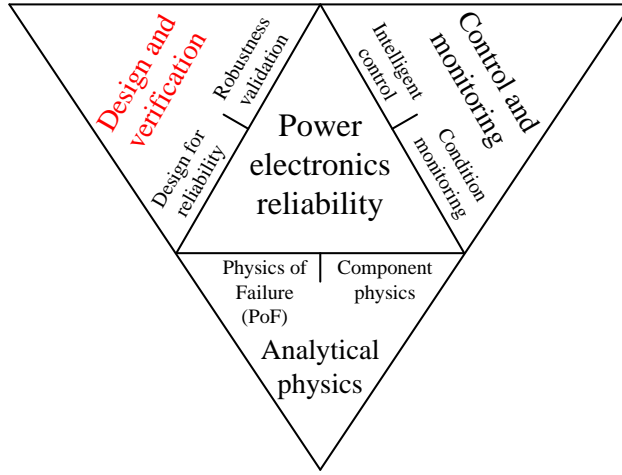 Design and
verification
Robustness
validation
Design for
reliability
Intelligent
control
Control and
monitoring
Condition
monitoring
Power
electronics
reliability
Physics of
Failure
(PoF)
Component
physics
Analytical
physics